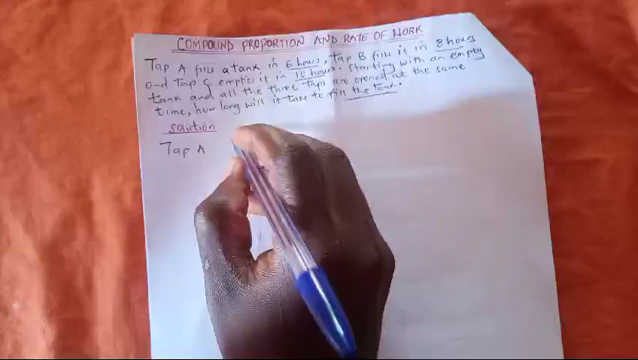 COMPOUND PROPORTION AND RATE OF WORK
Tap A fills a tank in 6 hours, Tap B fills it in 8 hours
and Tap C empties it in 10 hours. Starting with an empty
tank and all the three taps are opened at the same
time, how long will it take to fill the tank.
Solution
Tap A